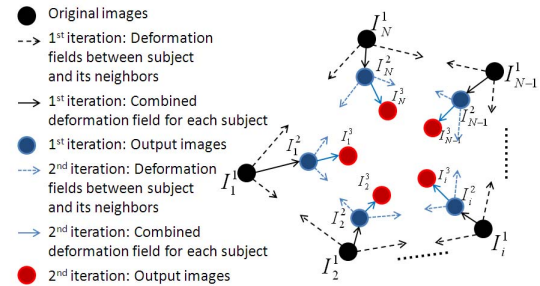 Original images
1st iteration: Deformation
fields between subject
and its neighbors
1st iteration: Combined
deformation field for each subject
1st iteration: Output images
2nd iteration: Deformation
fields between subject
and its neighbors
2nd iteration: Combined
deformation field for each subject
2nd iteration: Output images
I_N^1
I_N^2
I_N^3
I_{N-1}^1
I_{N-1}^2
I_{N-1}^3
I_1^1
I_1^2
I_1^3
I_2^3
I_2^2
I_2^1
I_i^3
I_i^2
I_i^1